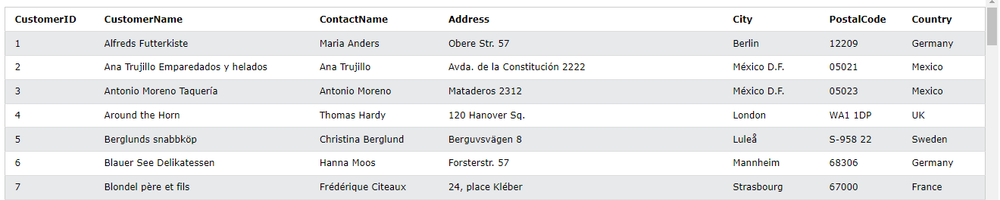 CustomerID CustomerName ContactName Address City PostalCode Country
1 Alfreds Futterkiste Maria Anders Obere Str. 57 Berlin 12209 Germany
2 Ana Trujillo Emparedados y helados Ana Trujillo Avda. de la Constitución 2222 México D.F. 05021 Mexico
3 Antonio Moreno Taquería Antonio Moreno Mataderos 2312 México D.F. 05023 Mexico
4 Around the Horn Thomas Hardy 120 Hanover Sq. London WA1 1DP UK
5 Berglunds snabbköp Christina Berglund Berguvsvägen 8 Luleå S-958 22 Sweden
6 Blauer See Delikatessen Hanna Moos Forsterstr. 57 Mannheim 68306 Germany
7 Blondel père et fils Frédérique Citeaux 24, place Kléber Strasbourg 67000 France